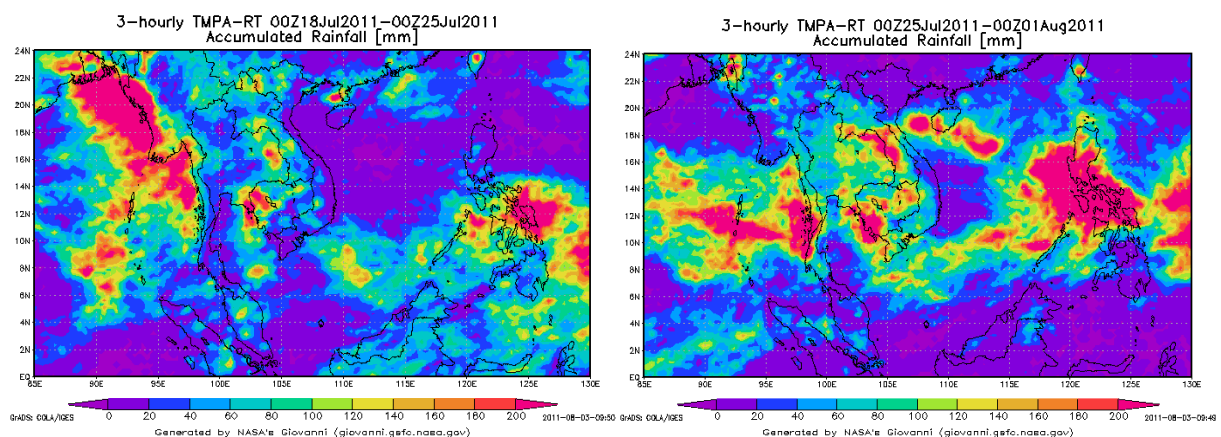 3-hourly TMPA-RT 00Z18Jul2011-00Z25Jul2011
Accumulated Rainfall [mm]
24N
22N
20N
18N
16N
14N
12N
10N
8N
6N
4N
2N
EQ
85E 90E 95E 100E 105E 110E 115E 120E 125E 130E
0 20 40 60 80 100 120 140 160 180 200
GrADS: COLA/IGES 2011-08-03-09:50
Generated by NASA's Giovanni (giovanni.gsfc.nasa.gov)
3-hourly TMPA-RT 00Z25Jul2011-00Z01Aug2011
Accumulated Rainfall [mm]
24N
22N
20N
18N
16N
14N
12N
10N
8N
6N
4N
2N
EQ
85E 90E 95E 100E 105E 110E 115E 120E 125E 130E
0 20 40 60 80 100 120 140 160 180 200
GrADS: COLA/IGES 2011-08-03-09:49
Generated by NASA's Giovanni (giovanni.gsfc.nasa.gov)